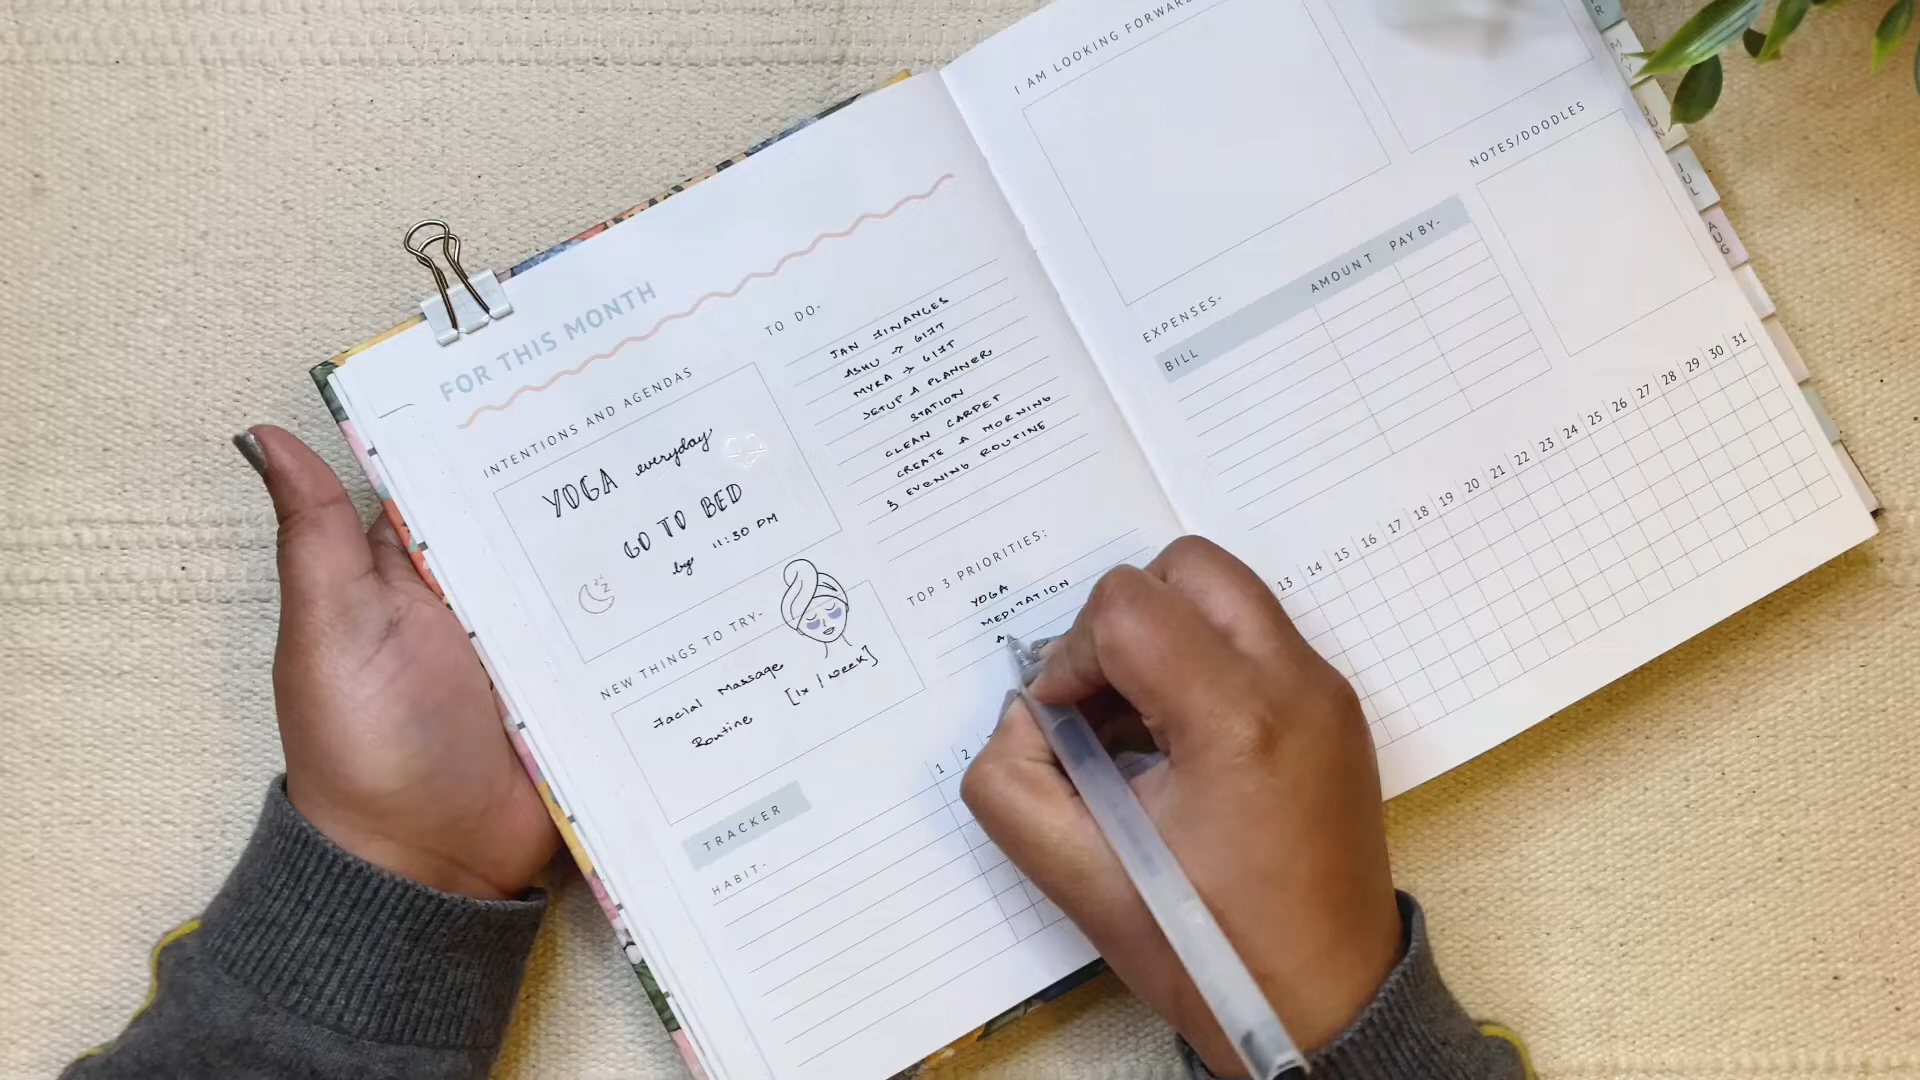 FOR THIS MONTH
INTENTIONS AND AGENDAS
YOGA everyday
GO TO BED
by 11:30 PM
NEW THINGS TO TRY-
Facial Massage
Routine [1x / week]
TO DO-
JAN FINANCES
ASHU → GIFT
MYRA → GIFT
SETUP A PLANNER
STATION
CLEAN CARPET
CREATE A MORNING
& EVENING ROUTINE
TOP 3 PRIORITIES:
YOGA
MEDITATION
A
TRACKER
HABIT-
1 2
I AM LOOKING FORWARD
NOTES/DOODLES
EXPENSES-
BILL AMOUNT PAY BY-
13 14 15 16 17 18 19 20 21 22 23 24 25 26 27 28 29 30 31
MAY
JUN
JUL
AUG